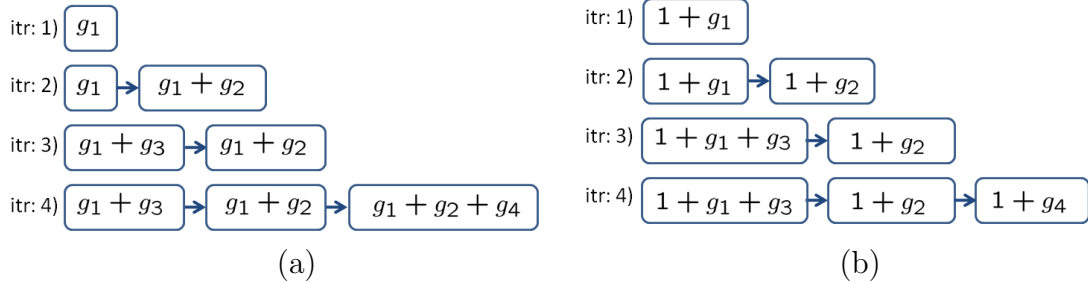 itr: 1) g₁
itr: 2) g₁ g₁ + g₂
itr: 3) g₁ + g₃ g₁ + g₂
itr: 4) g₁ + g₃ g₁ + g₂ g₁ + g₂ + g₄
(a)
itr: 1) 1 + g₁
itr: 2) 1 + g₁ 1 + g₂
itr: 3) 1 + g₁ + g₃ 1 + g₂
itr: 4) 1 + g₁ + g₃ 1 + g₂ 1 + g₄
(b)